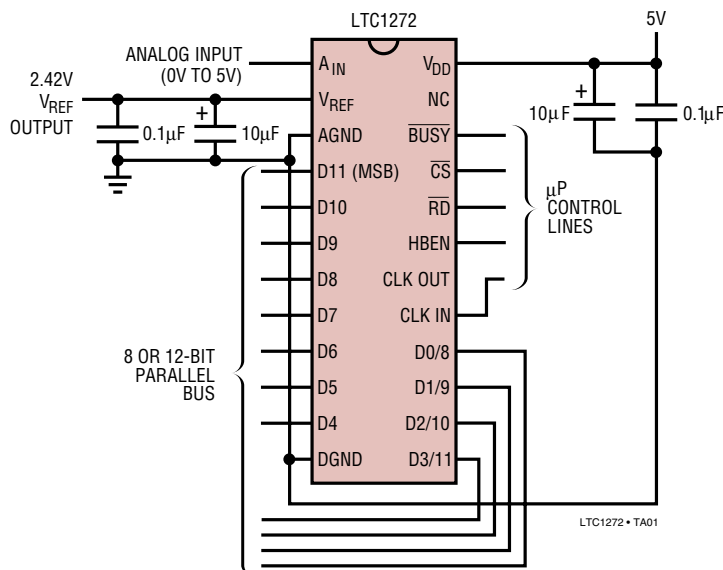 LTC1272
5V
ANALOG INPUT
(0V TO 5V)
2.42V
VREF
OUTPUT
+
0.1µF
10µF
AIN
VREF
AGND
D11 (MSB)
D10
D9
D8
D7
D6
D5
D4
DGND
VDD
NC
BUSY
CS
RD
HBEN
CLK OUT
CLK IN
D0/8
D1/9
D2/10
D3/11
+
10µF
0.1µF
µP
CONTROL
LINES
8 OR 12-BIT
PARALLEL
BUS
LTC1272 • TA01